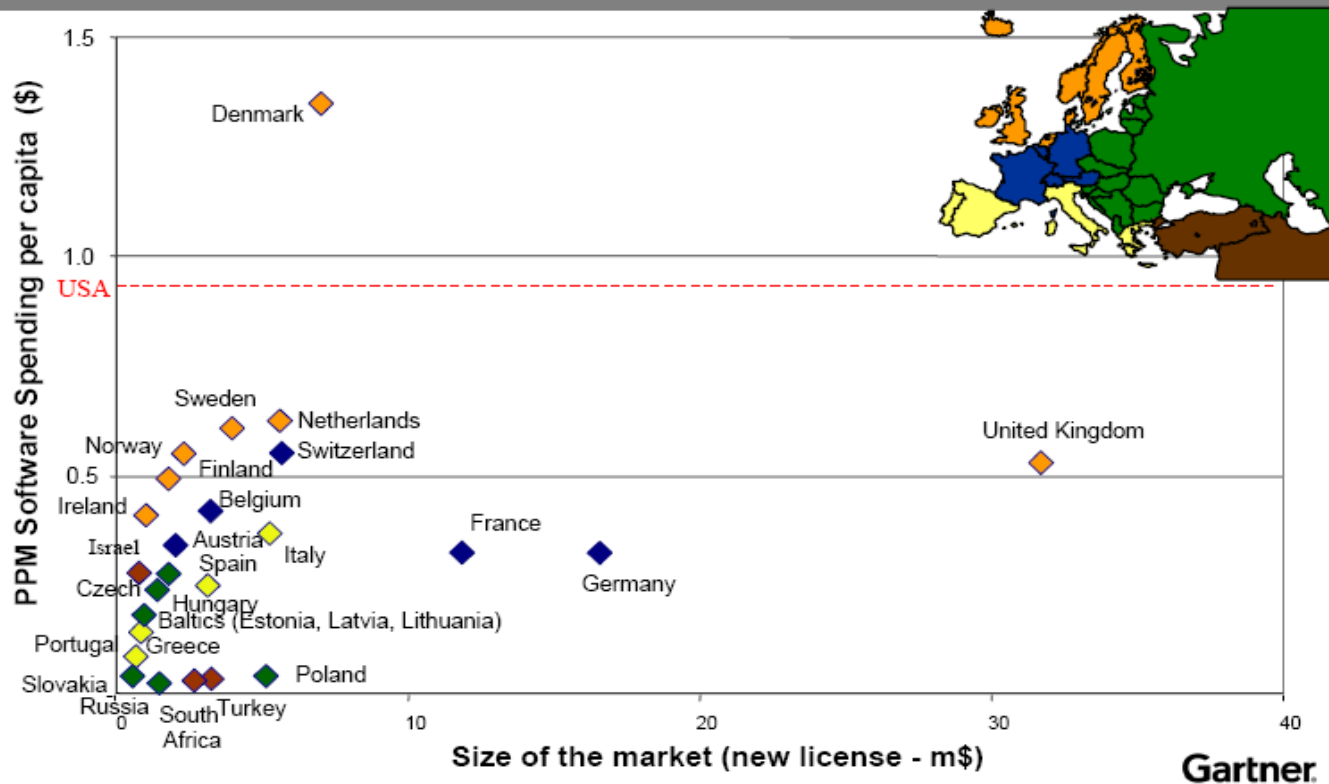 PPM Software Spending per capita ($)
1.5
1.0
0.5
USA
Denmark
Sweden
Netherlands
Norway
Switzerland
United Kingdom
Finland
Belgium
Ireland
France
Israel
Austria
Italy
Spain
Germany
Czech
Hungary
Baltics (Estonia, Latvia, Lithuania)
Portugal
Greece
Slovakia
Poland
Russia
South
Africa
Turkey
0
10
20
30
40
Size of the market (new license - m$)
Gartner